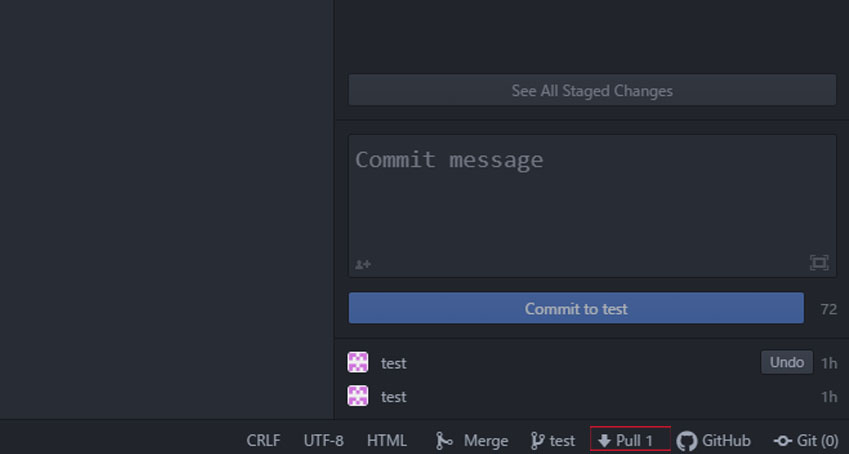 See All Staged Changes
Commit message
Commit to test 72
test Undo 1h
test 1h
CRLF UTF-8 HTML Merge test Pull 1 GitHub Git (0)